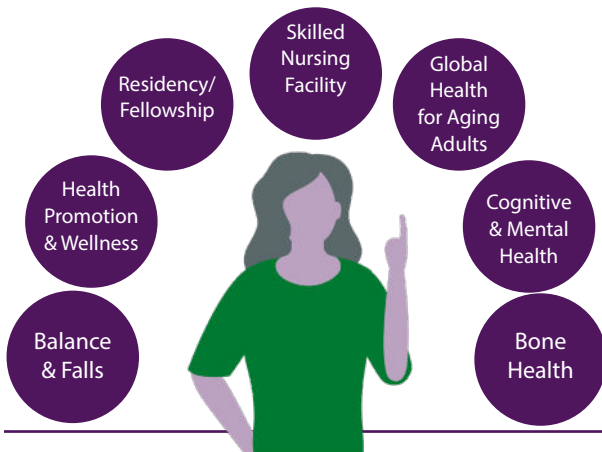 Skilled
Nursing
Facility
Residency/
Fellowship
Global
Health
for Aging
Adults
Health
Promotion
& Wellness
Cognitive
& Mental
Health
Balance
& Falls
Bone
Health